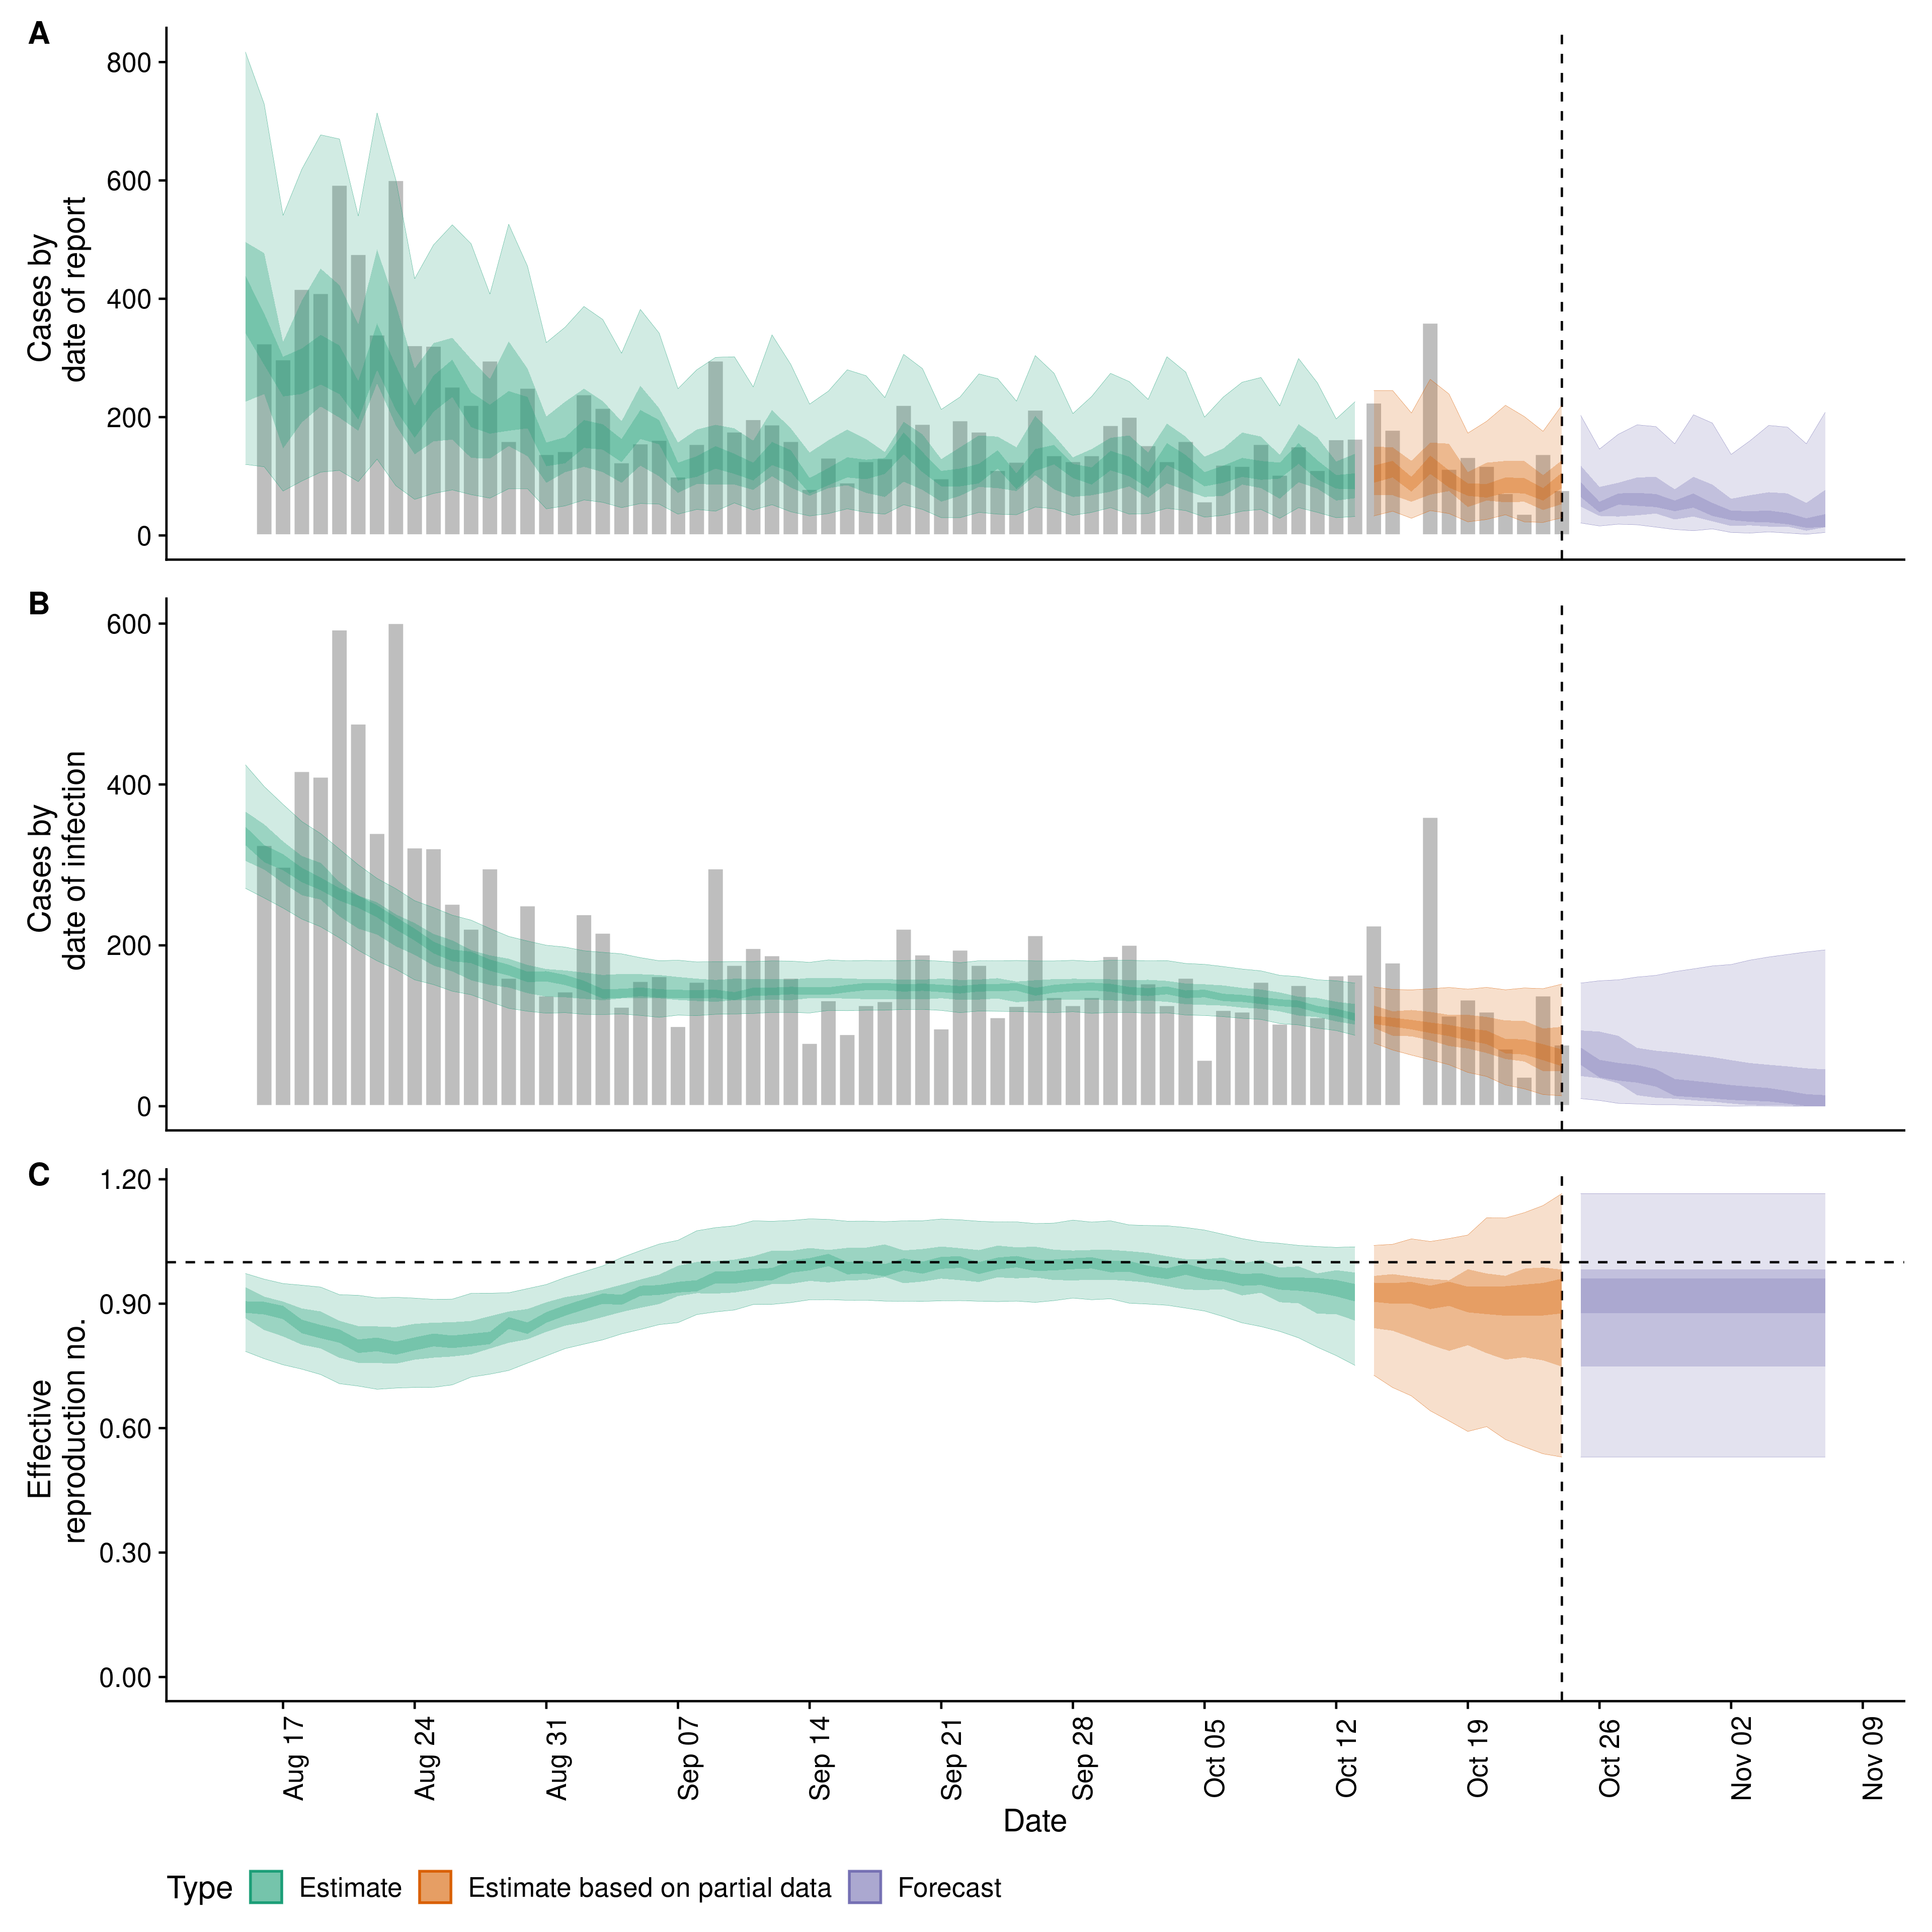 A
800
600
400
200
0
Cases by
date of report
B
600
400
200
0
Cases by
date of infection
C
1.20
0.90
0.60
0.30
0.00
Effective
reproduction no.
Aug 17
Aug 24
Aug 31
Sep 07
Sep 14
Sep 21
Sep 28
Oct 05
Oct 12
Oct 19
Oct 26
Nov 02
Nov 09
Date
Type Estimate Estimate based on partial data Forecast